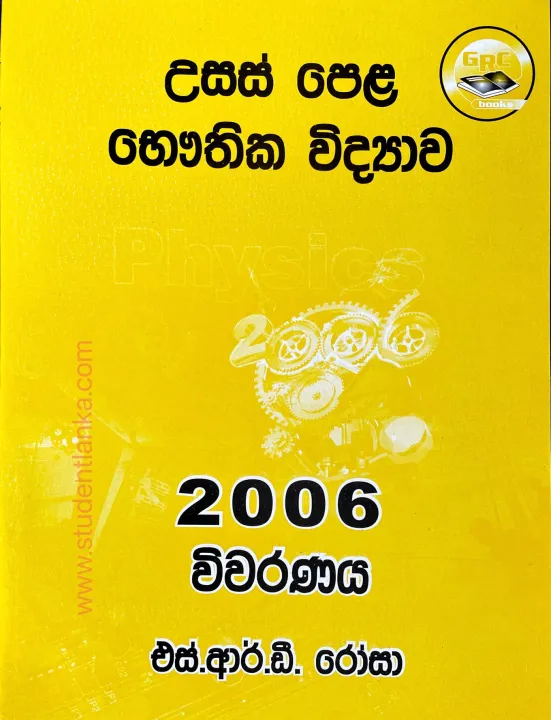 උසස් පෙළ
භෞතික විද්‍යාව
GRC
books
Physics
2006
www.studentlanka.com
2006
විවරණය
එස්.ආර්.ඩී. රෝසා